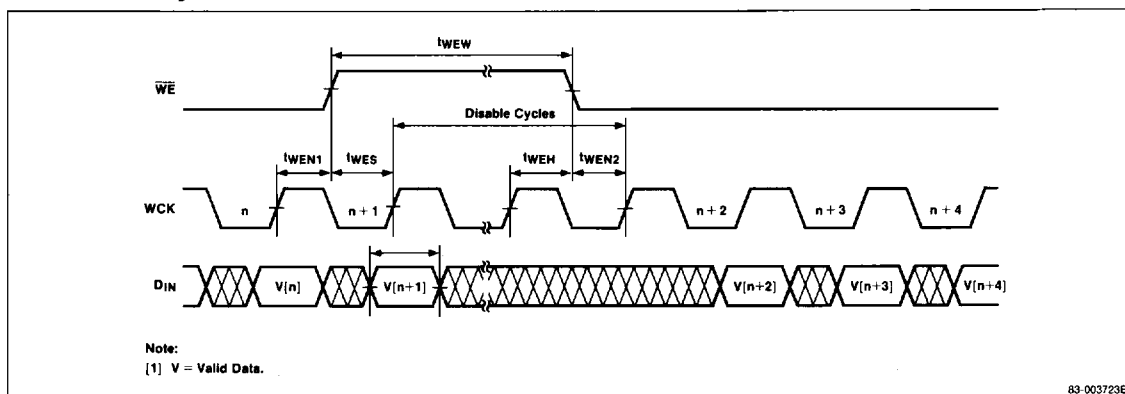 tWEW
WE
Disable Cycles
tWEN1 tWES tWEH tWEN2
WCK n n + 1 n + 2 n + 3 n + 4
DIN V[n] V[n+1] V[n+2] V[n+3] V[n+4]
Note:
[1] V = Valid Data.
83-003723B